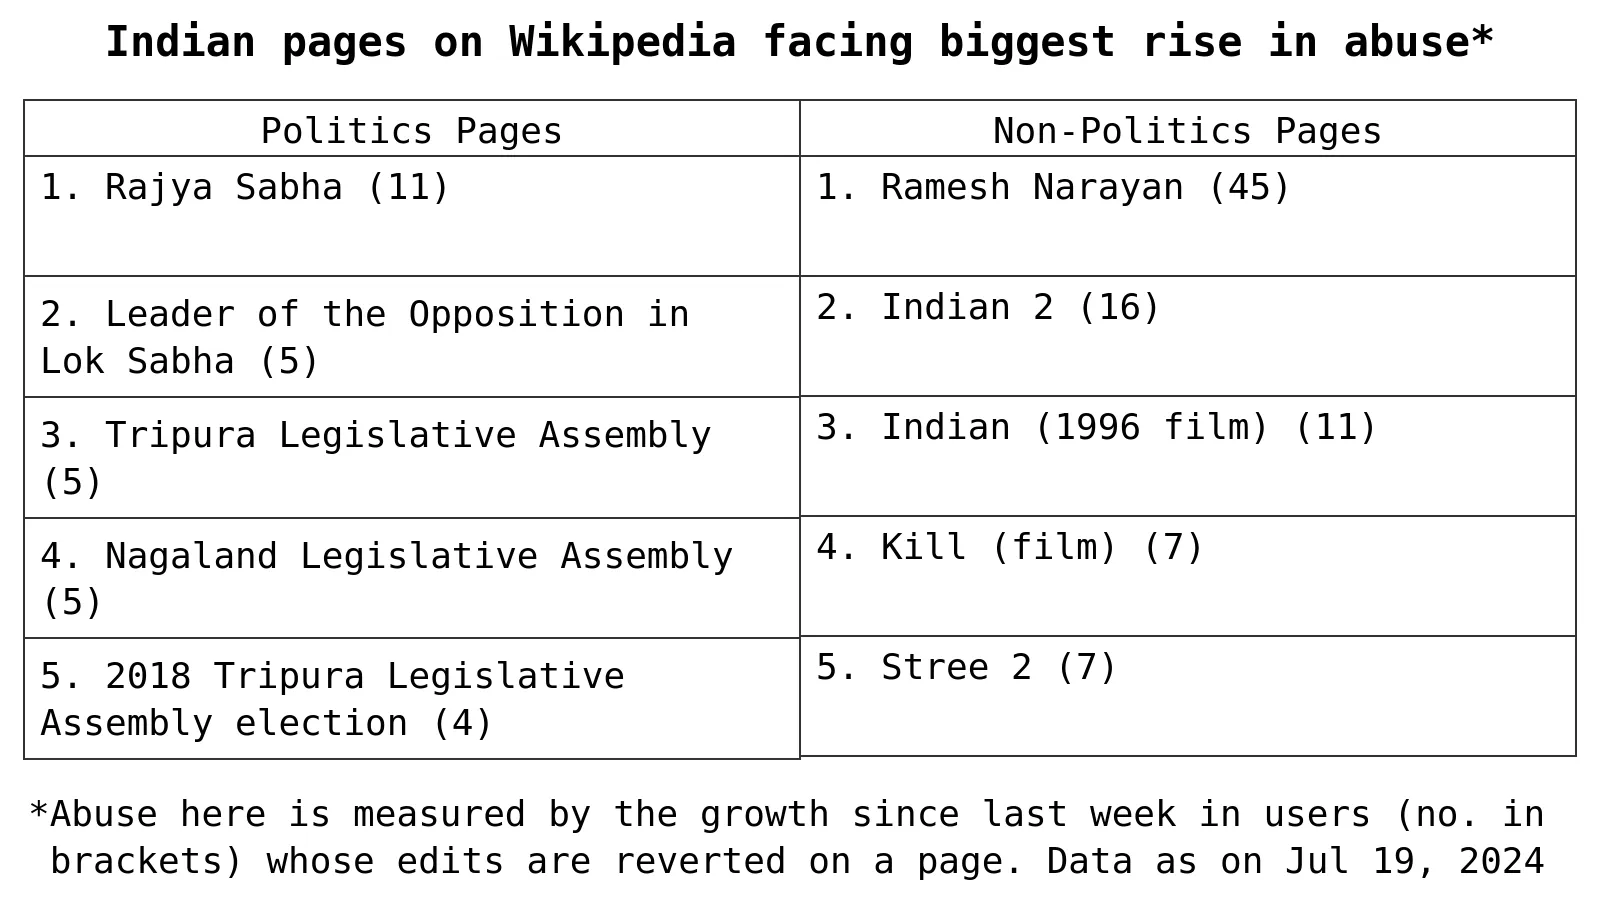 Indian pages on Wikipedia facing biggest rise in abuse*
Politics Pages
1. Rajya Sabha (11)
2. Leader of the Opposition in
Lok Sabha (5)
3. Tripura Legislative Assembly
(5)
4. Nagaland Legislative Assembly
(5)
5. 2018 Tripura Legislative
Assembly election (4)
Non-Politics Pages
1. Ramesh Narayan (45)
2. Indian 2 (16)
3. Indian (1996 film) (11)
4. Kill (film) (7)
5. Stree 2 (7)
*Abuse here is measured by the growth since last week in users (no. in
brackets) whose edits are reverted on a page. Data as on Jul 19, 2024